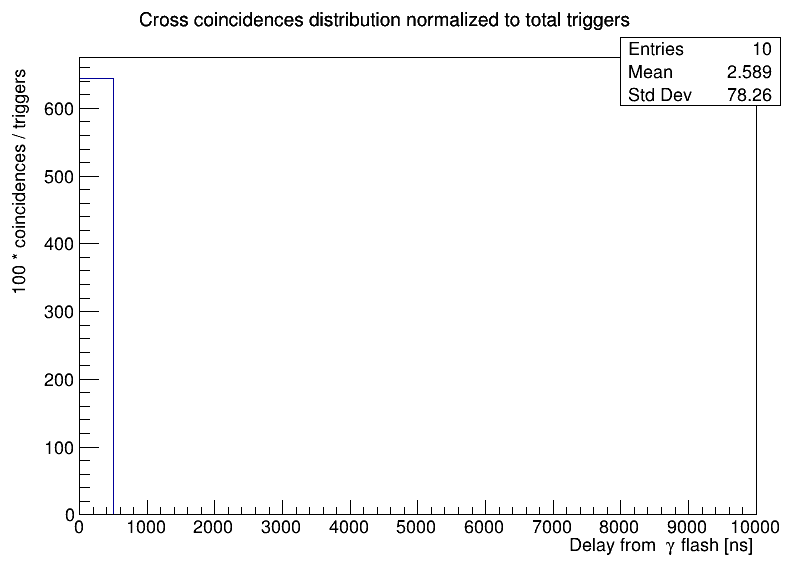 Cross coincidences distribution normalized to total triggers
Entries 10
Mean 2.589
Std Dev 78.26
100 * coincidences / triggers
600
500
400
300
200
100
0
0 1000 2000 3000 4000 5000 6000 7000 8000 9000 10000
Delay from γ flash [ns]